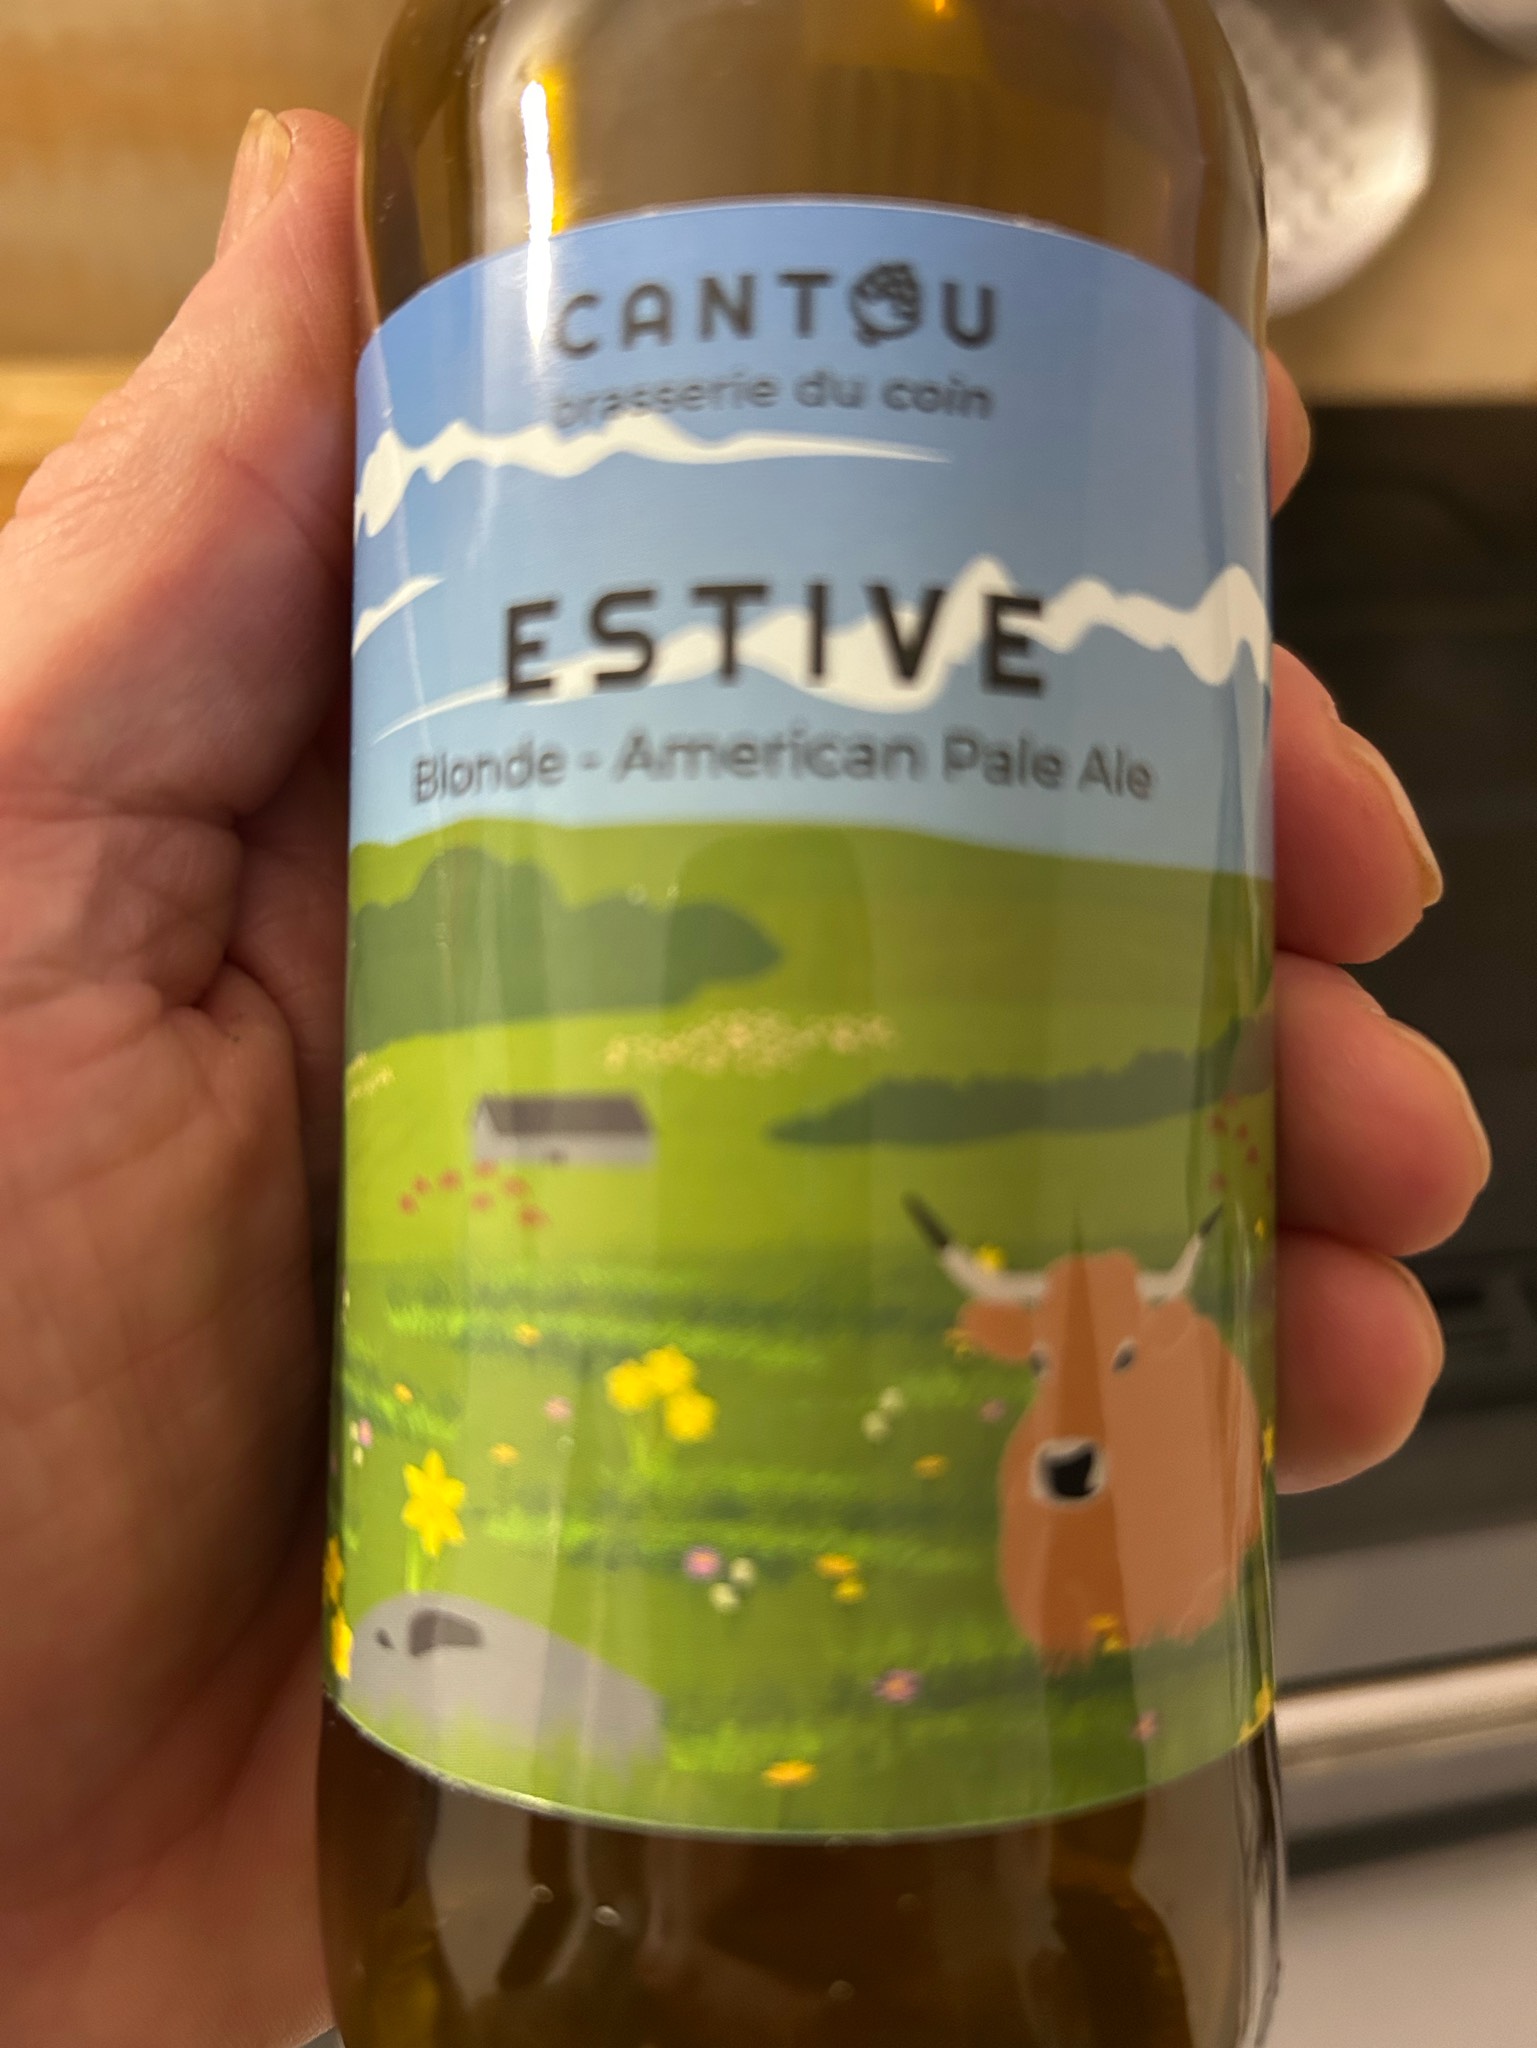 CANTOU
brasserie du coin
ESTIVE
Blonde - American Pale Ale